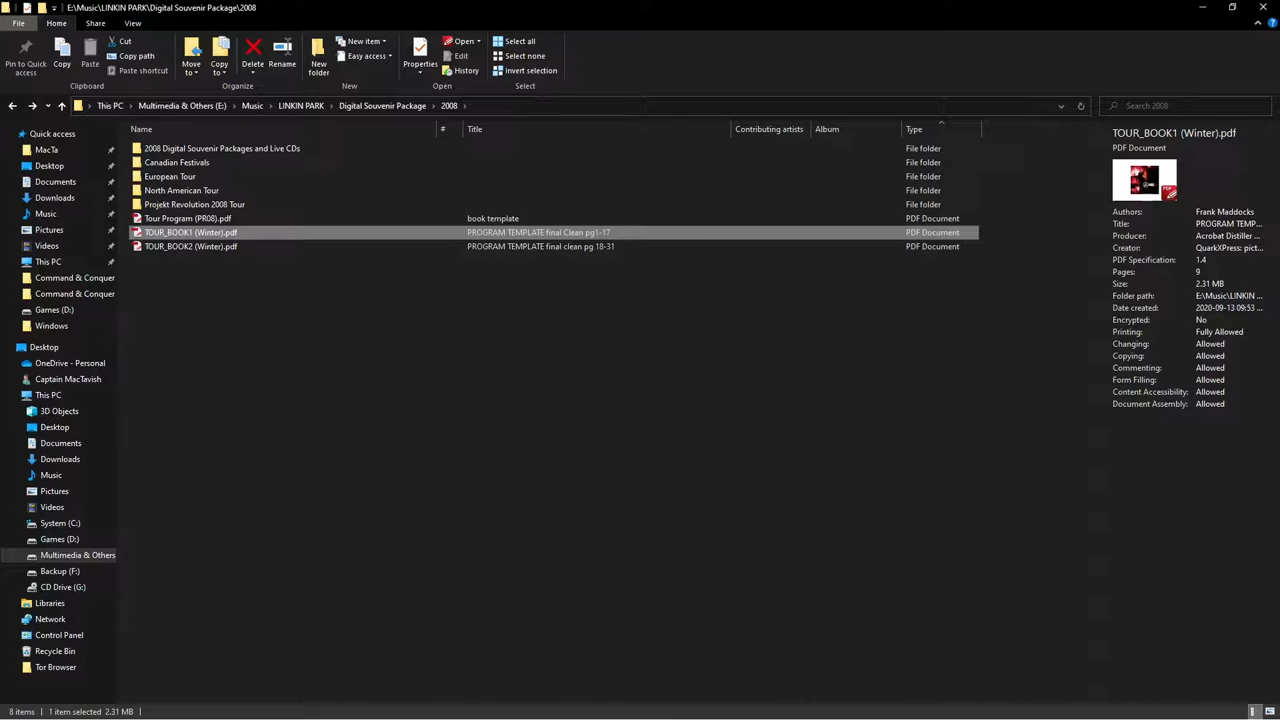 E:\Music\LINKIN PARK\Digital Souvenir Package\2008
File Home Share View
Pin to Quick access
Copy
Paste
Cut
Copy path
Paste shortcut
Clipboard
Move to
Copy to
Delete
Rename
Organize
New folder
New item
Easy access
New
Properties
Open
Edit
History
Open
Select all
Select none
Invert selection
Select
This PC Multimedia & Others (E:) Music LINKIN PARK Digital Souvenir Package 2008
Search 2008
Quick access
MacTa
Desktop
Documents
Downloads
Music
Pictures
Videos
This PC
Command & Conquer
Command & Conquer
Games (D:)
Windows
Desktop
OneDrive - Personal
Captain MacTavish
This PC
3D Objects
Desktop
Documents
Downloads
Music
Pictures
Videos
System (C:)
Games (D:)
Multimedia & Others
Backup (F:)
CD Drive (G:)
Libraries
Network
Control Panel
Recycle Bin
Tor Browser
Name # Title Contributing artists Album Type
2008 Digital Souvenir Packages and Live CDs File folder
Canadian Festivals File folder
European Tour File folder
North American Tour File folder
Projekt Revolution 2008 Tour File folder
Tour Program (PR08).pdf book template PDF Document
TOUR_BOOK1 (Winter).pdf PROGRAM TEMPLATE final Clean pg1-17 PDF Document
TOUR_BOOK2 (Winter).pdf PROGRAM TEMPLATE final clean pg 18-31 PDF Document
TOUR_BOOK1 (Winter).pdf
PDF Document
PDF
Authors: Frank Maddocks
Title: PROGRAM TEMP...
Producer: Acrobat Distiller ...
Creator: QuarkXPress: pict...
PDF Specification: 1.4
Pages: 9
Size: 2.31 MB
Folder path: E:\Music\LINKIN ...
Date created: 2020-09-13 09:53 ...
Encrypted: No
Printing: Fully Allowed
Changing: Allowed
Copying: Allowed
Commenting: Allowed
Form Filling: Allowed
Content Accessibility: Allowed
Document Assembly: Allowed
8 items 1 item selected 2.31 MB